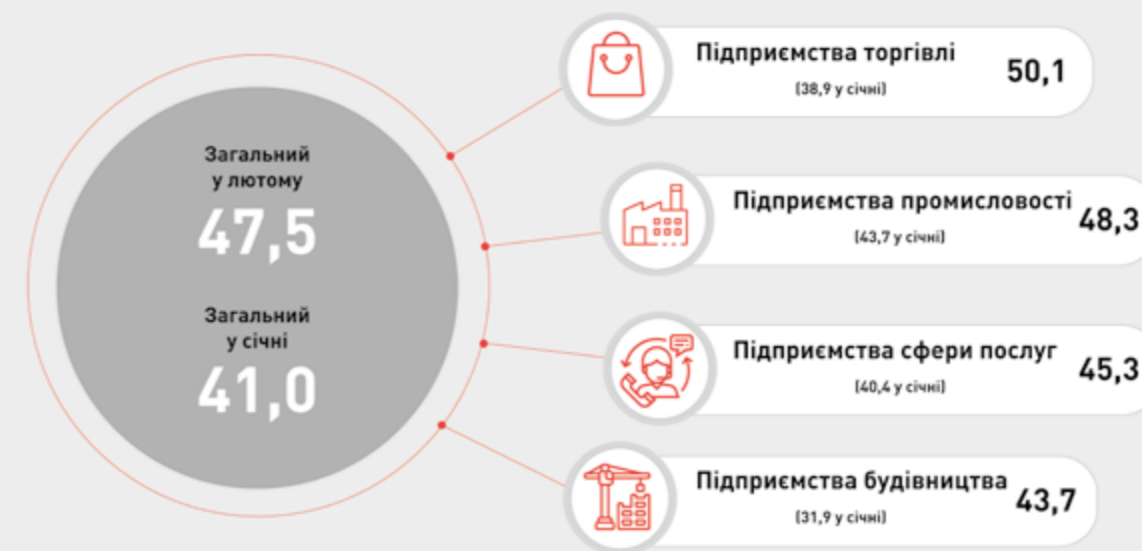 Загальний
у лютому
47,5
Загальний
у січні
41,0
Підприємства торгівлі
(38,9 у січні)
50,1
Підприємства промисловості
(43,7 у січні)
48,3
Підприємства сфери послуг
(40,4 у січні)
45,3
Підприємства будівництва
(31,9 у січні)
43,7